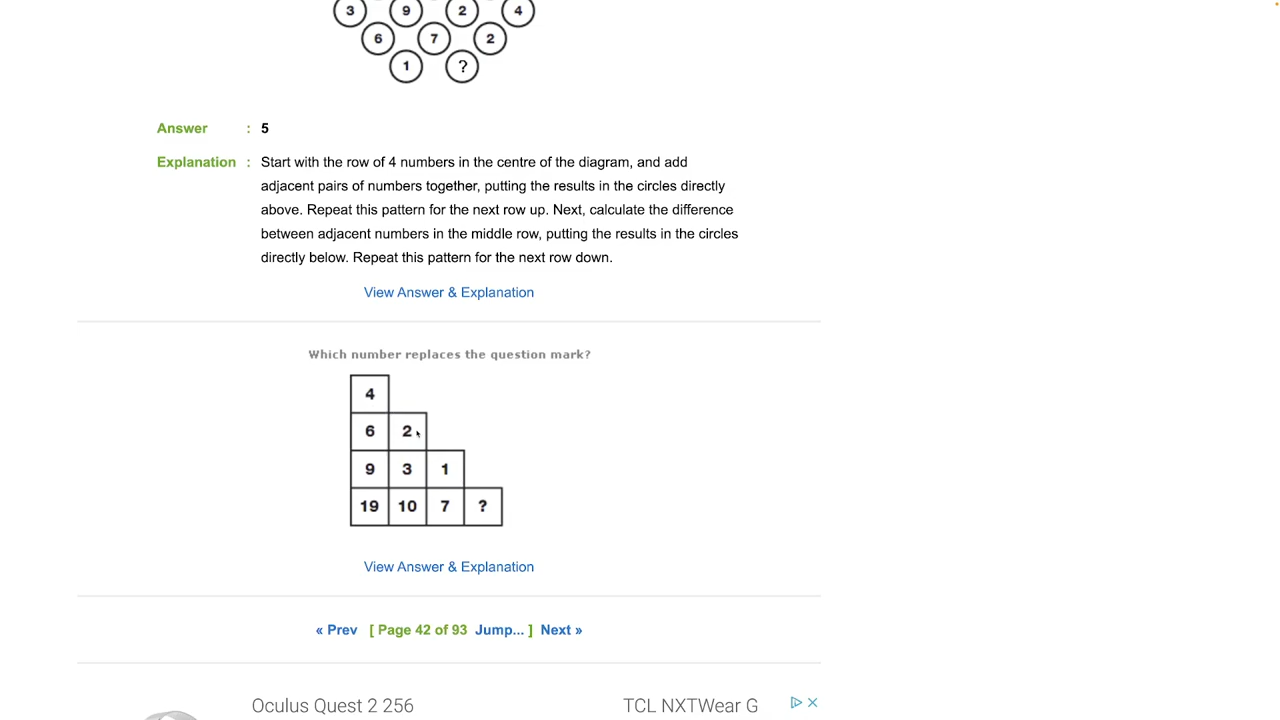 3 9 2 4
6 7 2
1 ?
Answer : 5
Explanation : Start with the row of 4 numbers in the centre of the diagram, and add
adjacent pairs of numbers together, putting the results in the circles directly
above. Repeat this pattern for the next row up. Next, calculate the difference
between adjacent numbers in the middle row, putting the results in the circles
directly below. Repeat this pattern for the next row down.
View Answer & Explanation
Which number replaces the question mark?
4
6 2
9 3 1
19 10 7 ?
View Answer & Explanation
« Prev [ Page 42 of 93 Jump... ] Next »
Oculus Quest 2 256 TCL NXTWear G